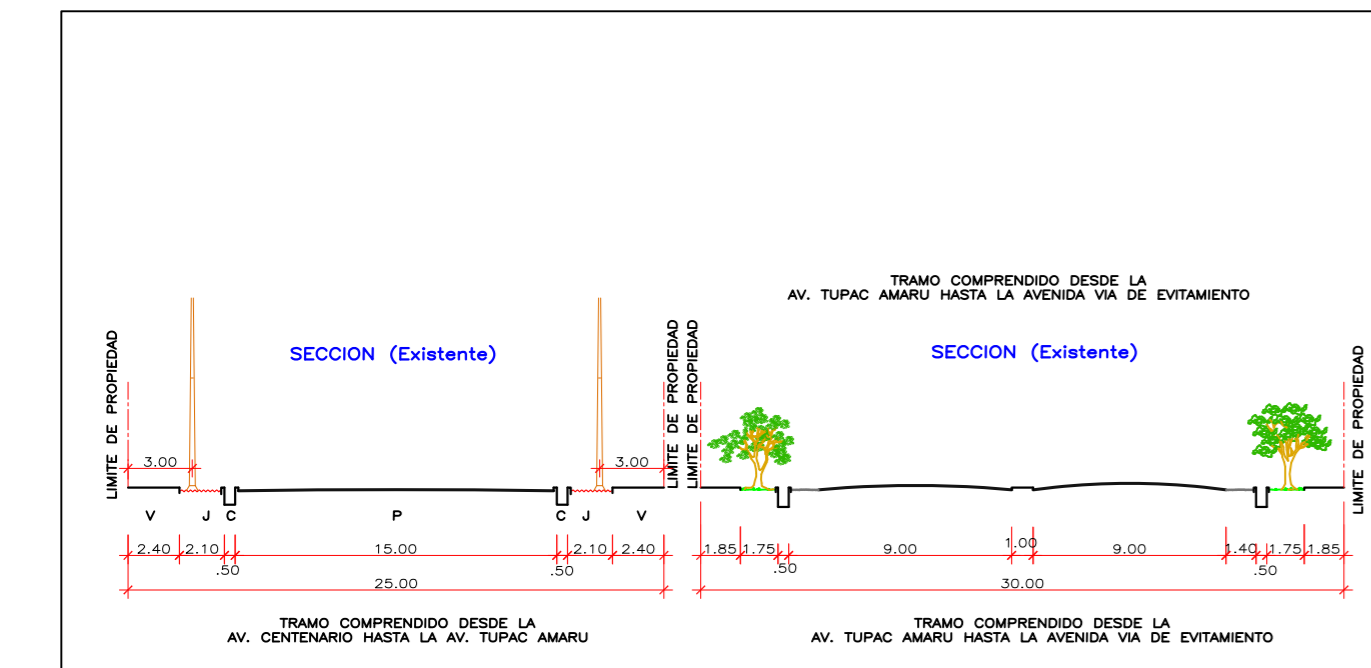 TRAMO COMPRENDIDO DESDE LA
AV. TUPAC AMARU HASTA LA AVENIDA VIA DE EVITAMIENTO
SECCION (Existente)
SECCION (Existente)
LIMITE DE PROPIEDAD
LIMITE DE PROPIEDAD
LIMITE DE PROPIEDAD
LIMITE DE PROPIEDAD
3.00
3.00
V J C P C J V
2.40 2.10 .50 15.00 .50 2.10 2.40
25.00
1.85 1.75 .50 9.00 1.00 9.00 1.40 .50 1.75 1.85
30.00
TRAMO COMPRENDIDO DESDE LA
AV. CENTENARIO HASTA LA AV. TUPAC AMARU
TRAMO COMPRENDIDO DESDE LA
AV. TUPAC AMARU HASTA LA AVENIDA VIA DE EVITAMIENTO